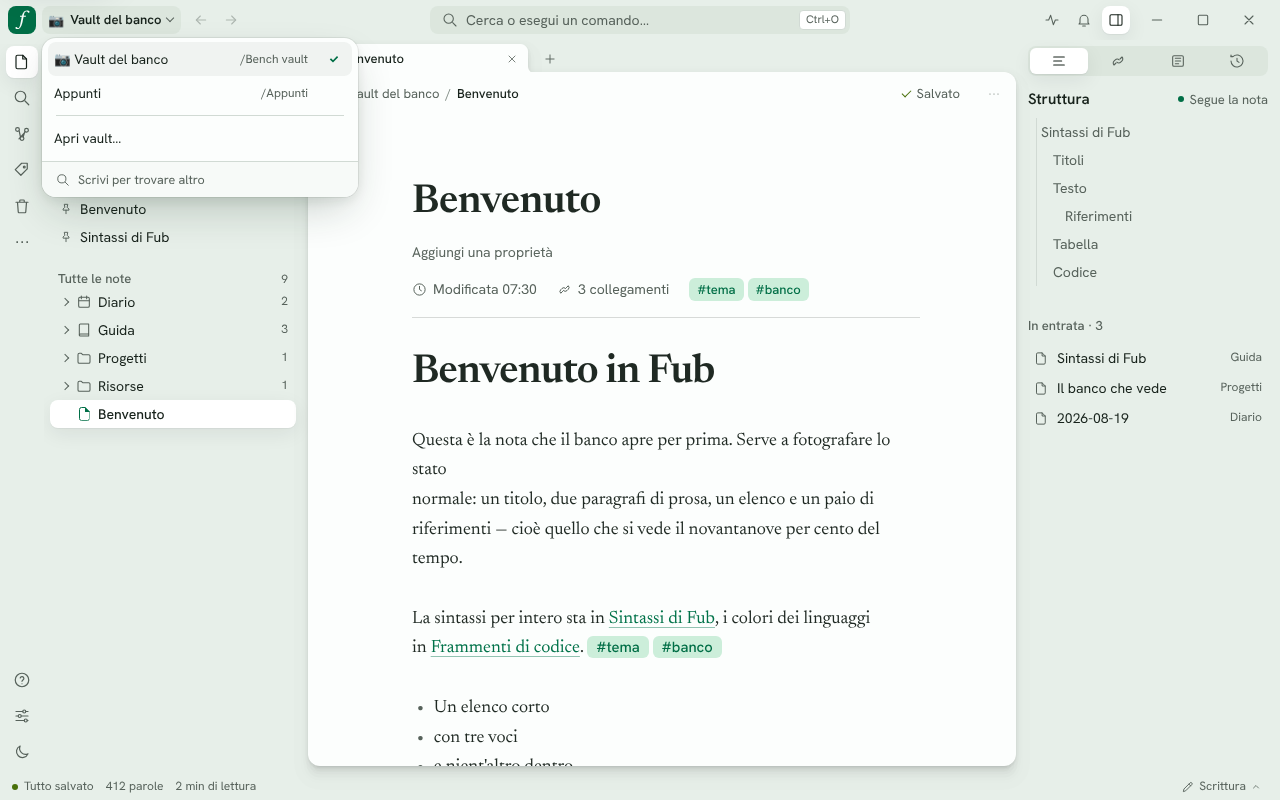 f
Vault del banco
Cerca o esegui un comando...
Ctrl+O
Vault del banco
/Bench vault
Appunti
/Appunti
Apri vault...
Scrivi per trovare altro
Benvenuto
Sintassi di Fub
Tutte le note
9
Diario
2
Guida
3
Progetti
1
Risorse
1
Benvenuto
Tutto salvato
412 parole
2 min di lettura
nvenuto
ault del banco / Benvenuto
Salvato
Benvenuto
Aggiungi una proprietà
Modificata 07:30
3 collegamenti
#tema
#banco
Benvenuto in Fub
Questa è la nota che il banco apre per prima. Serve a fotografare lo
stato
normale: un titolo, due paragrafi di prosa, un elenco e un paio di
riferimenti — cioè quello che si vede il novantanove per cento del
tempo.
La sintassi per intero sta in Sintassi di Fub, i colori dei linguaggi
in Frammenti di codice. #tema #banco
• Un elenco corto
• con tre voci
• e nient'altro dentro
Struttura
Segue la nota
Sintassi di Fub
Titoli
Testo
Riferimenti
Tabella
Codice
In entrata · 3
Sintassi di Fub
Guida
Il banco che vede
Progetti
2026-08-19
Diario
Scrittura